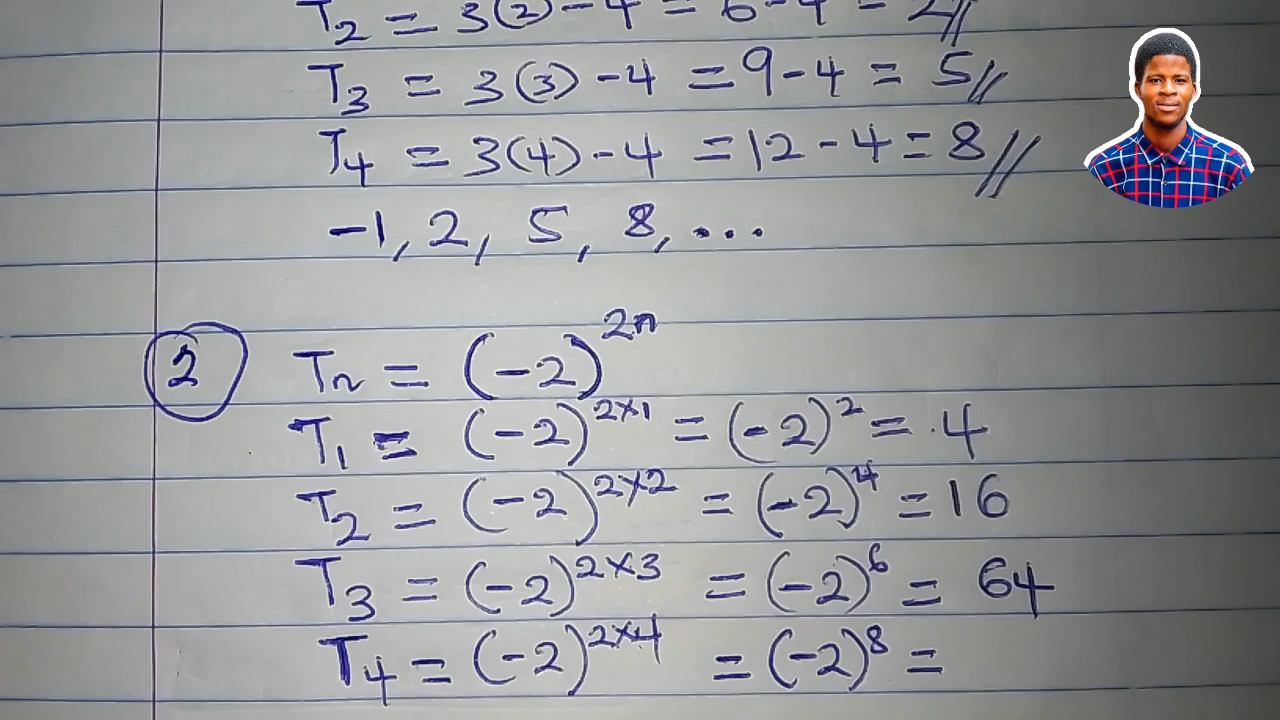 T₂ = 3(2) - 4 = 6 - 4 = 2//
T₃ = 3(3) - 4 = 9 - 4 = 5//
T₄ = 3(4) - 4 = 12 - 4 = 8//
-1, 2, 5, 8, ...
2 Tn = (-2)²ⁿ
T₁ = (-2)²ˣ¹ = (-2)² = 4
T₂ = (-2)²ˣ² = (-2)⁴ = 16
T₃ = (-2)²ˣ³ = (-2)⁶ = 64
T₄ = (-2)²ˣ⁴ = (-2)⁸ =